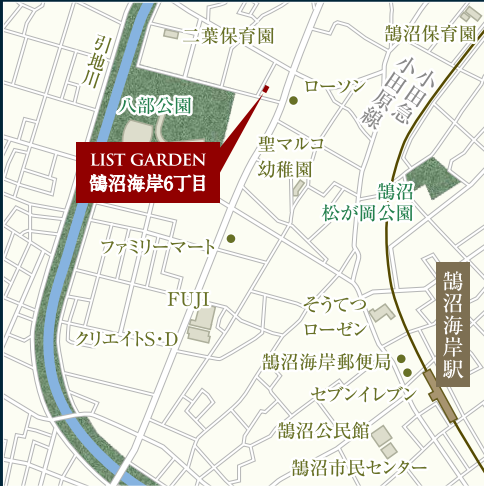 二葉保育園
鵠沼保育園
引地川
小田急
小田原線
ローソン
八部公園
聖マルコ
幼稚園
LIST GARDEN
鵠沼海岸6丁目
鵠沼
松が岡公園
ファミリーマート
鵠沼海岸駅
FUJI
そうてつ
ローゼン
クリエイトS・D
鵠沼海岸郵便局
セブンイレブン
鵠沼公民館
鵠沼市民センター